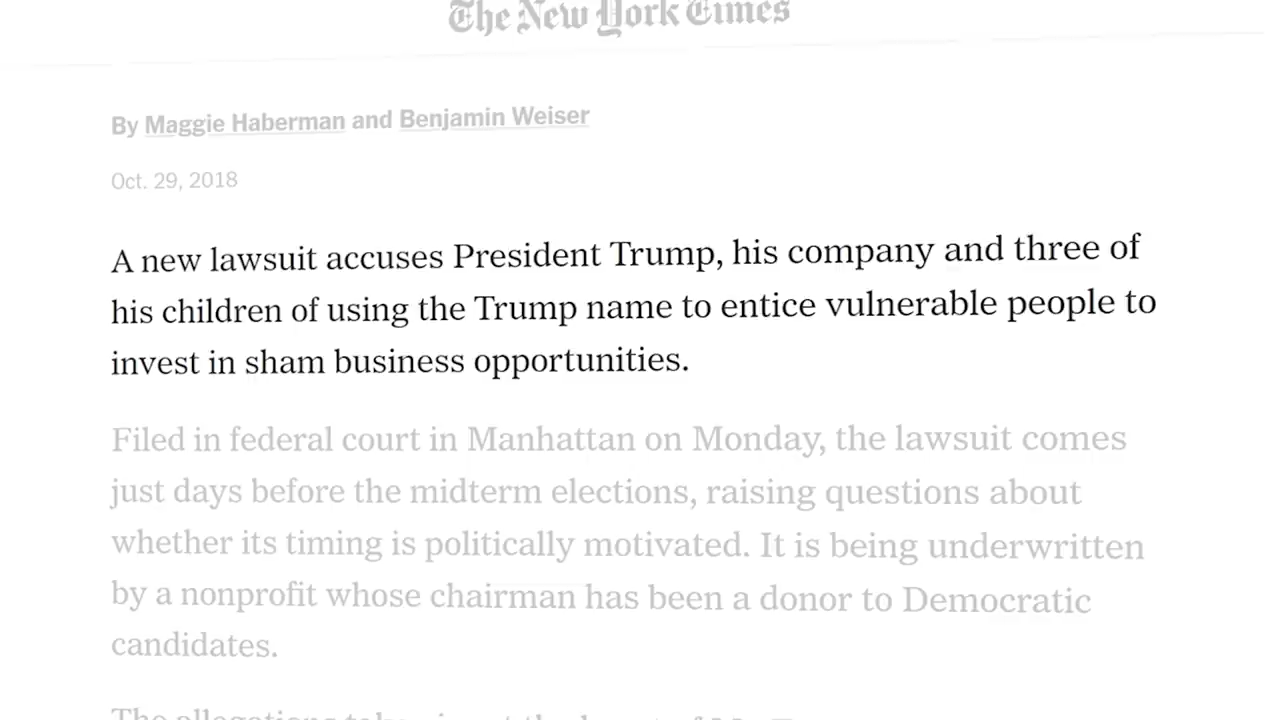 The New York Times
By Maggie Haberman and Benjamin Weiser
Oct. 29, 2018
A new lawsuit accuses President Trump, his company and three of
his children of using the Trump name to entice vulnerable people to
invest in sham business opportunities.
Filed in federal court in Manhattan on Monday, the lawsuit comes
just days before the midterm elections, raising questions about
whether its timing is politically motivated. It is being underwritten
by a nonprofit whose chairman has been a donor to Democratic
candidates.
The allegations